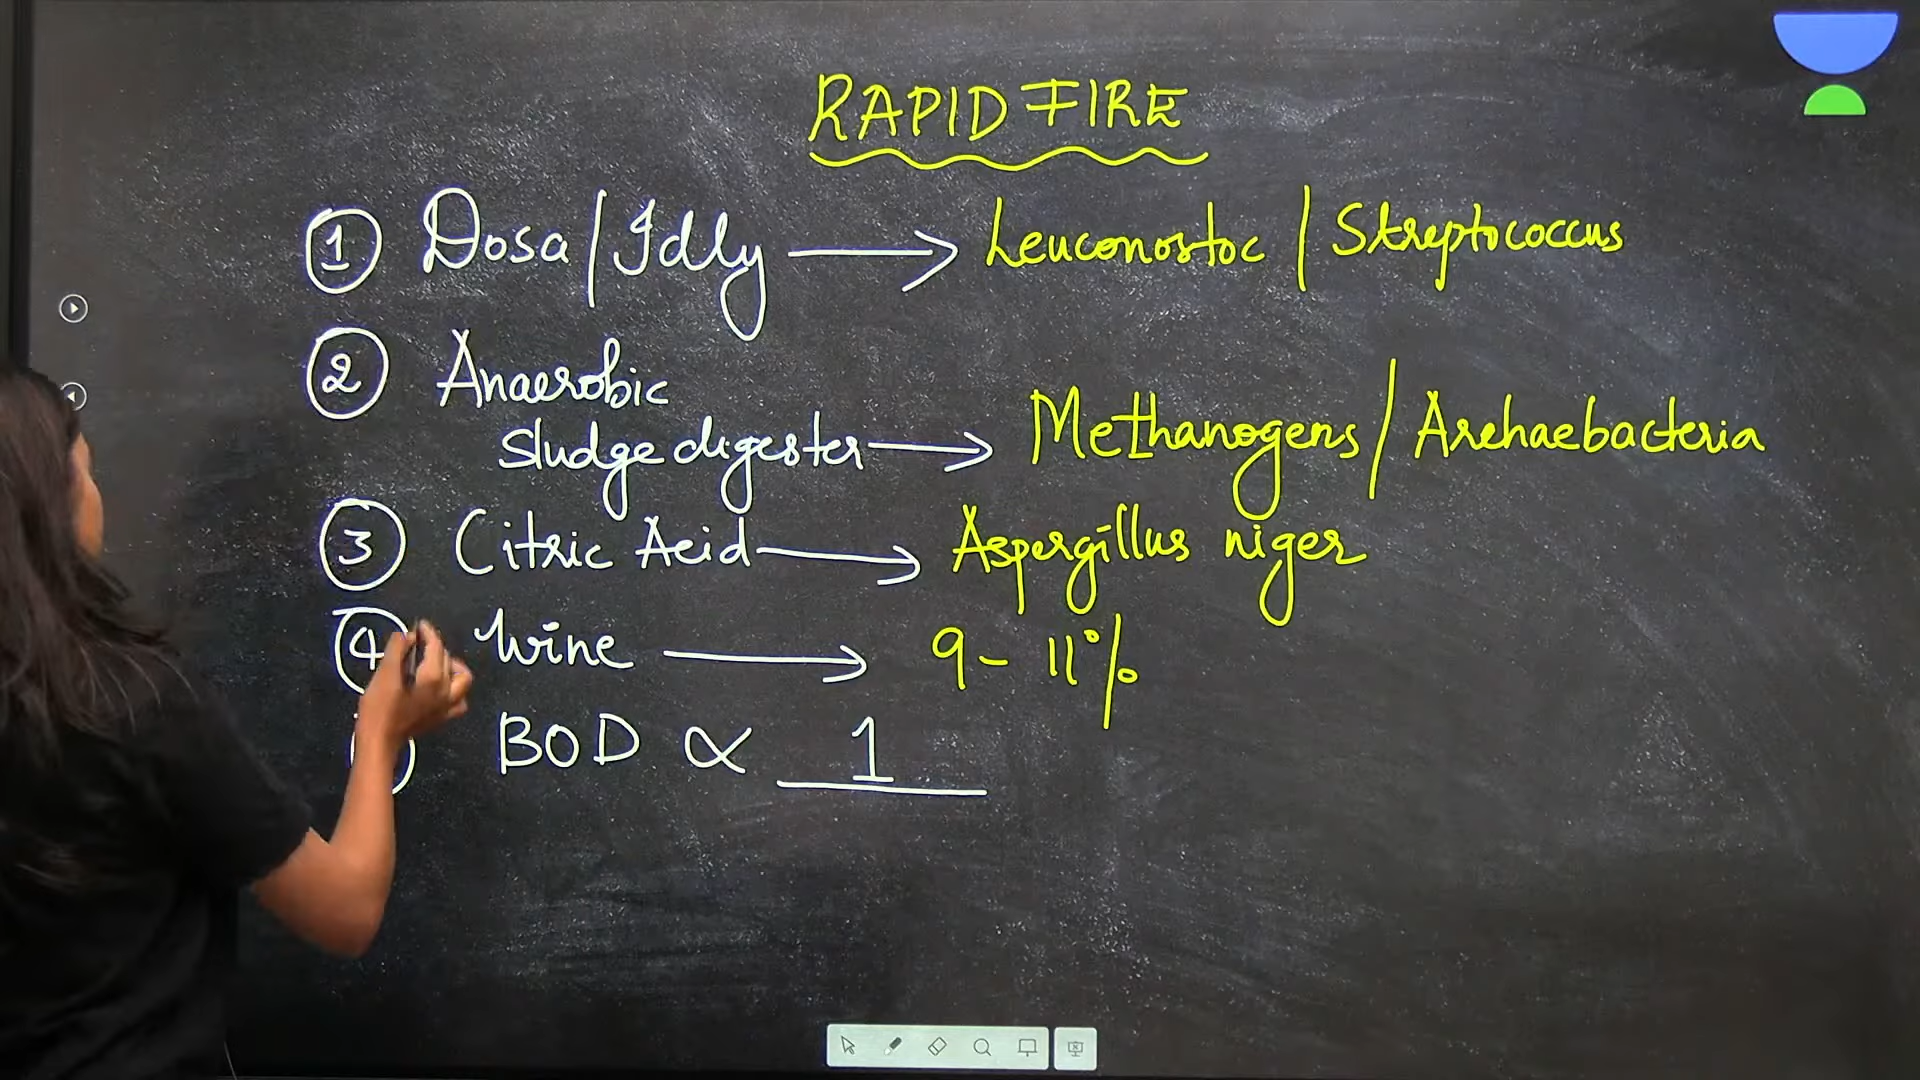 RAPID FIRE
1 Dosa / Idly → Leuconostoc / Streptococcus
2 Anaerobic
sludge digester → Methanogens / Archaebacteria
3 Citric Acid → Aspergillus niger
4 Wine → 9 - 11%
BOD ∝ 1